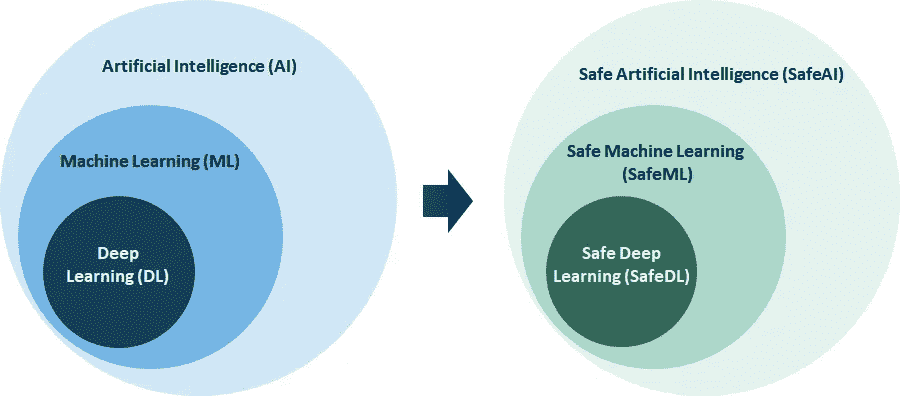 Artificial Intelligence (AI)
Machine Learning (ML)
Deep
Learning (DL)
Safe Artificial Intelligence (SafeAI)
Safe Machine Learning
(SafeML)
Safe Deep
Learning (SafeDL)